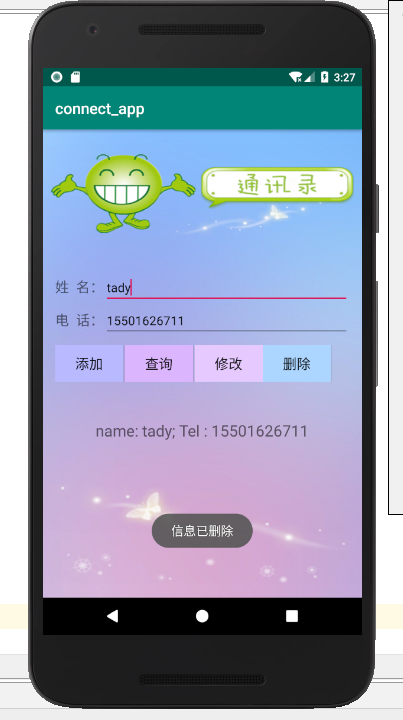 3:27
connect_app
通讯录
姓 名： tady
电 话： 15501626711
添加 查询 修改 删除
name: tady; Tel : 15501626711
信息已删除